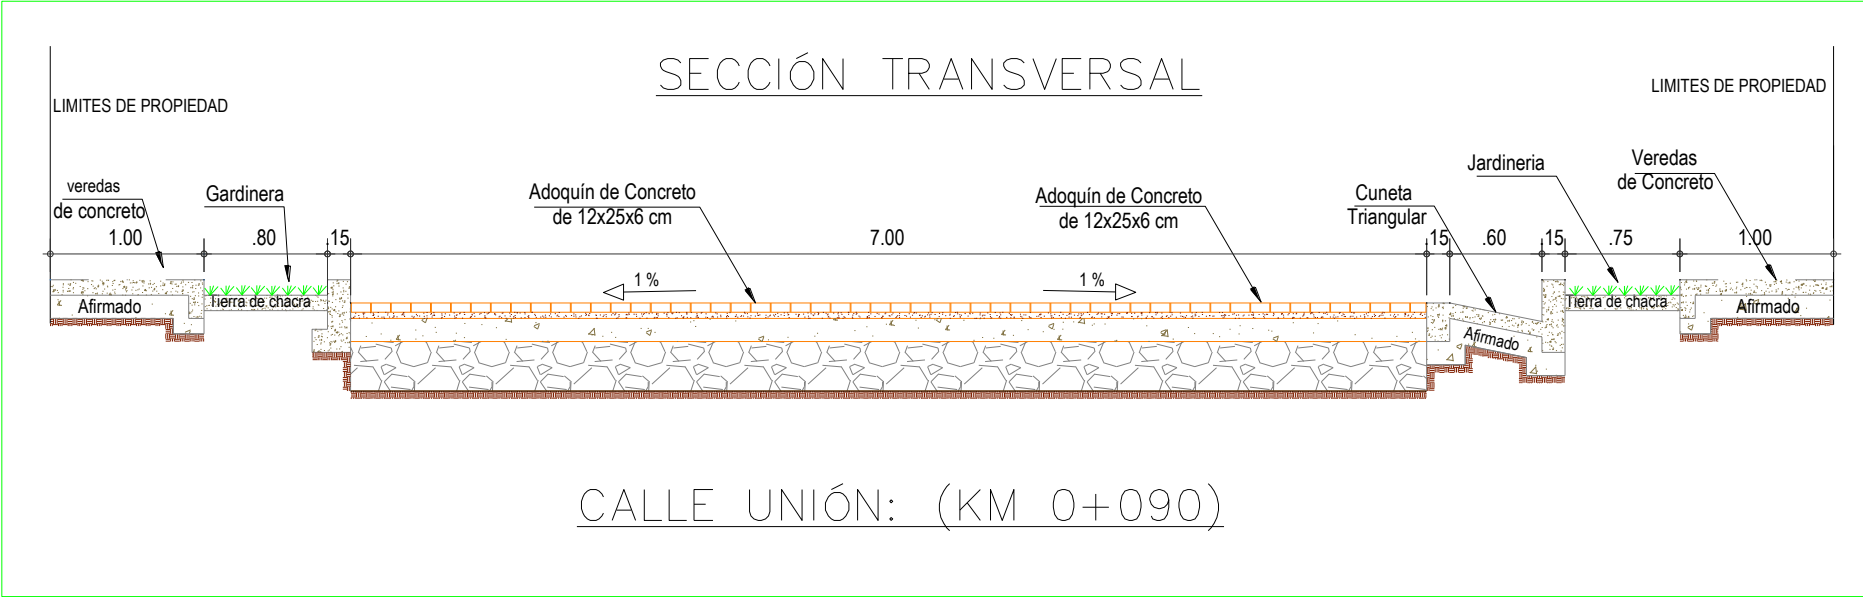 SECCIÓN TRANSVERSAL
LIMITES DE PROPIEDAD
LIMITES DE PROPIEDAD
veredas
de concreto
Gardinera
Adoquín de Concreto
de 12x25x6 cm
Adoquín de Concreto
de 12x25x6 cm
Cuneta
Triangular
Jardineria
Veredas
de Concreto
1.00
.80
.15
7.00
.15
.60
.15
.75
1.00
1 %
1 %
Afirmado
Tierra de chacra
Afirmado
Tierra de chacra
Afirmado
CALLE UNIÓN: (KM 0+090)